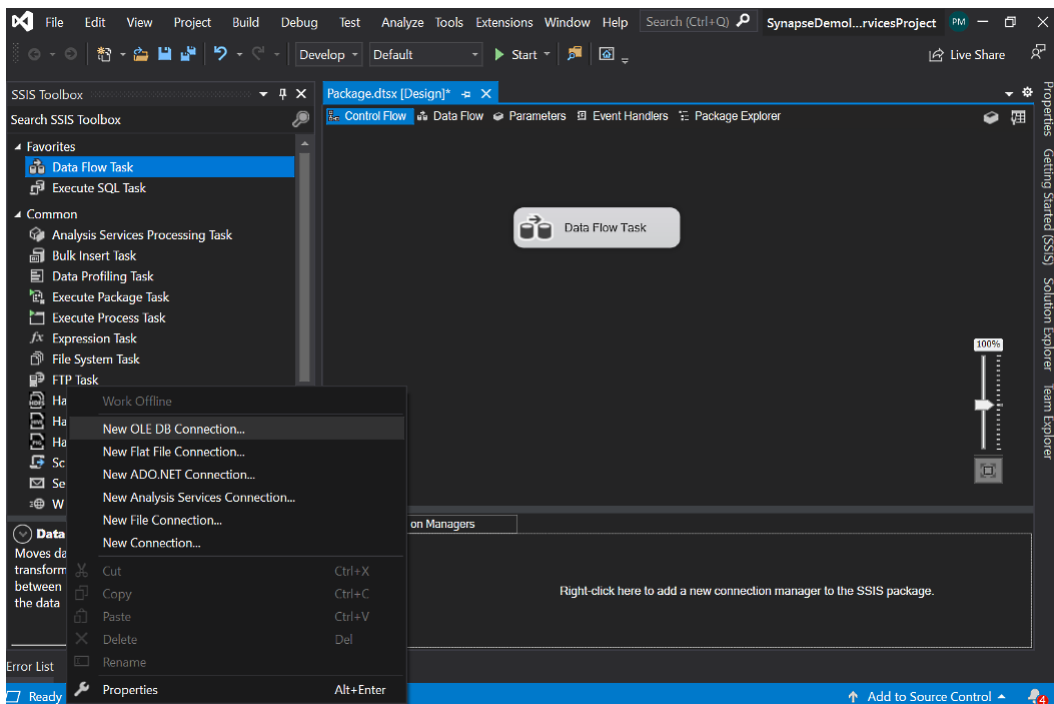 File Edit View Project Build Debug Test Analyze Tools Extensions Window Help Search (Ctrl+Q) SynapseDemol...rvicesProject PM
Develop Default Start Live Share
SSIS Toolbox
Search SSIS Toolbox
Favorites
Data Flow Task
Execute SQL Task
Common
Analysis Services Processing Task
Bulk Insert Task
Data Profiling Task
Execute Package Task
Execute Process Task
Expression Task
File System Task
FTP Task
Ha
Ha
Ha
Sc
Se
W
Data
Moves da
transform
between
the data
Error List
Ready
Work Offline
New OLE DB Connection...
New Flat File Connection...
New ADO.NET Connection...
New Analysis Services Connection...
New File Connection...
New Connection...
Cut Ctrl+X
Copy Ctrl+C
Paste Ctrl+V
Delete Del
Rename
Properties Alt+Enter
Package.dtsx [Design]*
Control Flow Data Flow Parameters Event Handlers Package Explorer
Data Flow Task
100%
on Managers
Right-click here to add a new connection manager to the SSIS package.
Add to Source Control
4
Properties
Getting Started (SSIS)
Solution Explorer
Team Explorer